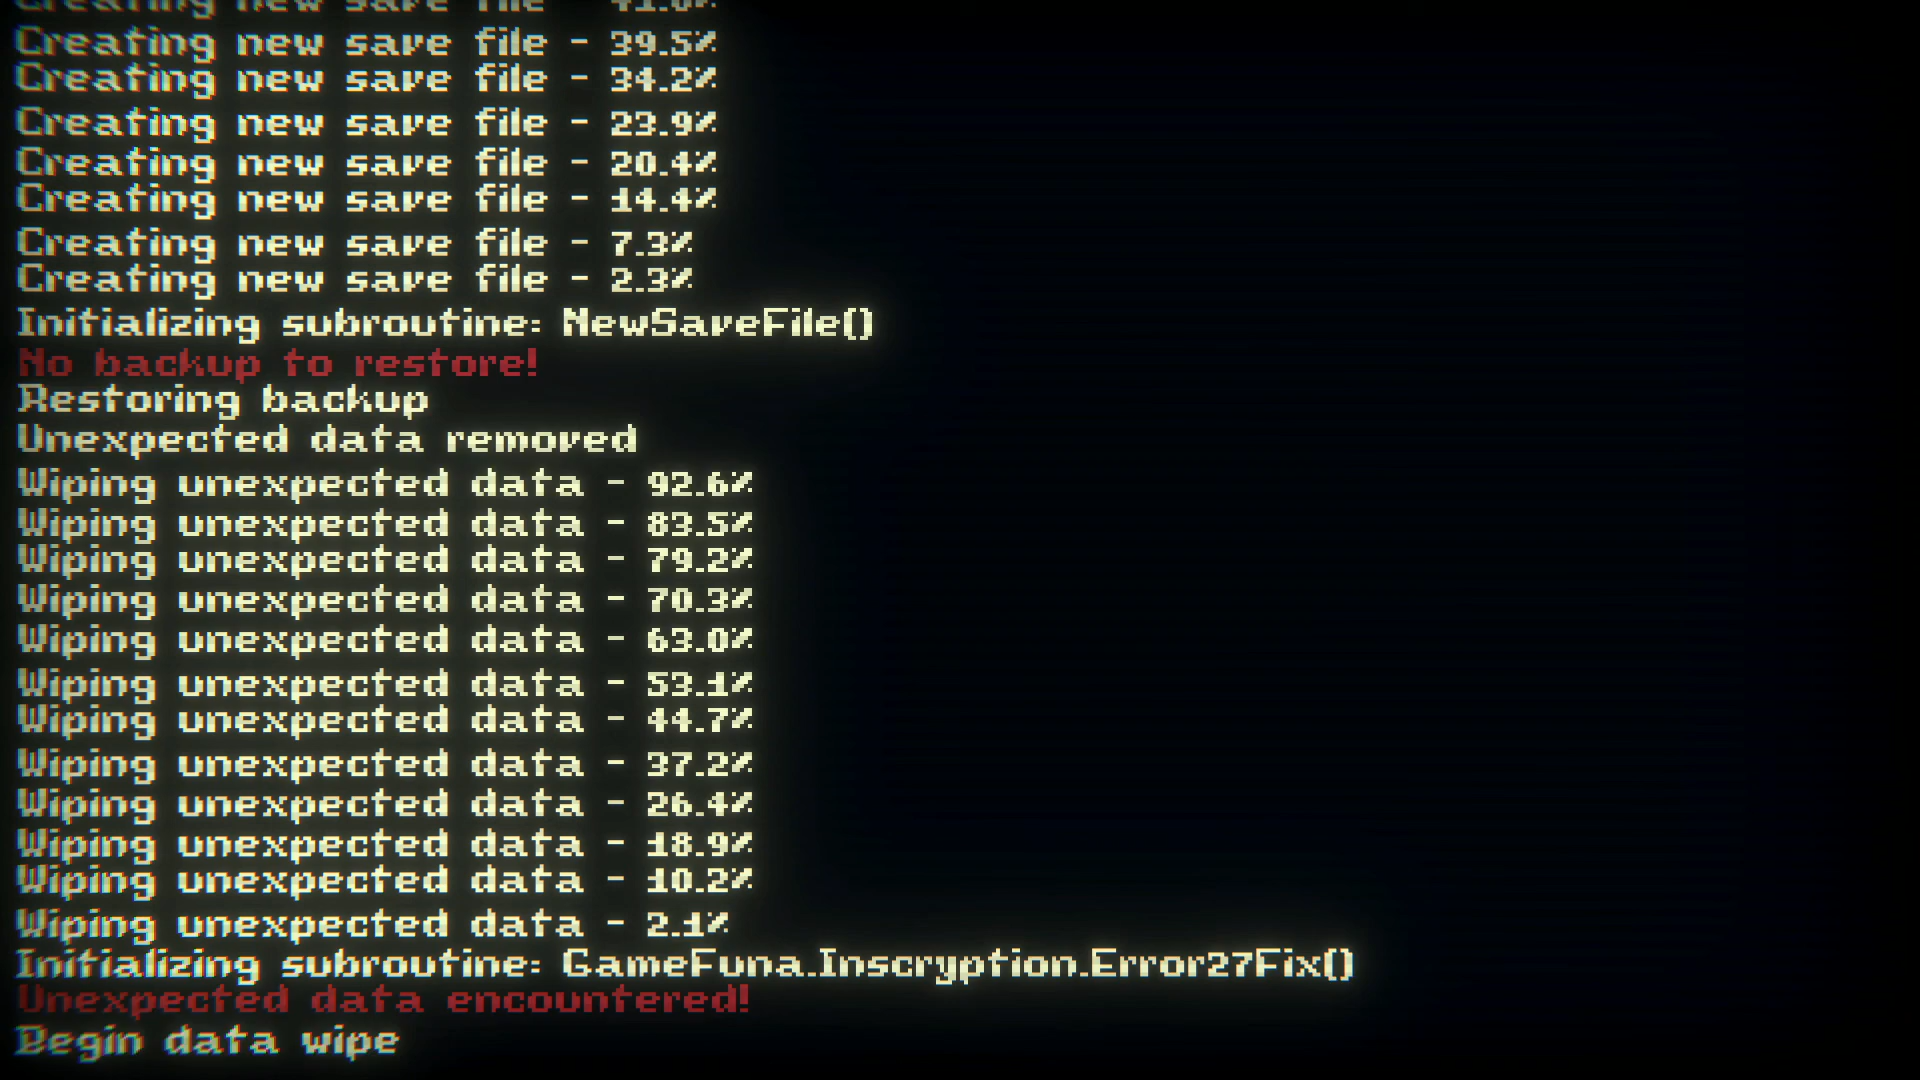 Creating new save file - 41.0%
Creating new save file - 39.5%
Creating new save file - 34.2%
Creating new save file - 23.9%
Creating new save file - 20.4%
Creating new save file - 14.4%
Creating new save file - 7.3%
Creating new save file - 2.3%
Initializing subroutine: NewSaveFile()
No backup to restore!
Restoring backup
Unexpected data removed
Wiping unexpected data - 92.6%
Wiping unexpected data - 83.5%
Wiping unexpected data - 79.2%
Wiping unexpected data - 70.3%
Wiping unexpected data - 63.0%
Wiping unexpected data - 53.1%
Wiping unexpected data - 44.7%
Wiping unexpected data - 37.2%
Wiping unexpected data - 26.4%
Wiping unexpected data - 18.9%
Wiping unexpected data - 10.2%
Wiping unexpected data - 2.1%
Initializing subroutine: GameFuna.Inscryption.Error27Fix()
Unexpected data encountered!
Begin data wipe